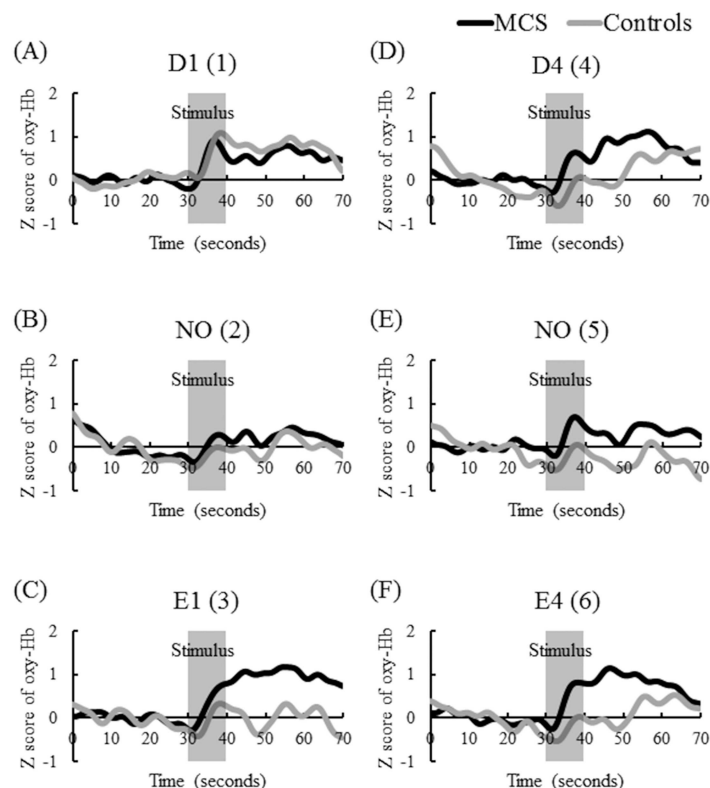 MCS Controls
(A)
D1 (1)
Stimulus
Z score of oxy-Hb
2
1
0
-1
0 10 20 30 40 50 60 70
Time (seconds)
(D)
D4 (4)
Stimulus
Z score of oxy-Hb
2
1
0
-1
0 10 20 30 40 50 60 70
Time (seconds)
(B)
NO (2)
Stimulus
Z score of oxy-Hb
2
1
0
-1
0 10 20 30 40 50 60 70
Time (seconds)
(E)
NO (5)
Stimulus
Z score of oxy-Hb
2
1
0
-1
0 10 20 30 40 50 60 70
Time (seconds)
(C)
E1 (3)
Stimulus
Z score of oxy-Hb
2
1
0
-1
0 10 20 30 40 50 60 70
Time (seconds)
(F)
E4 (6)
Stimulus
Z score of oxy-Hb
2
1
0
-1
0 10 20 30 40 50 60 70
Time (seconds)